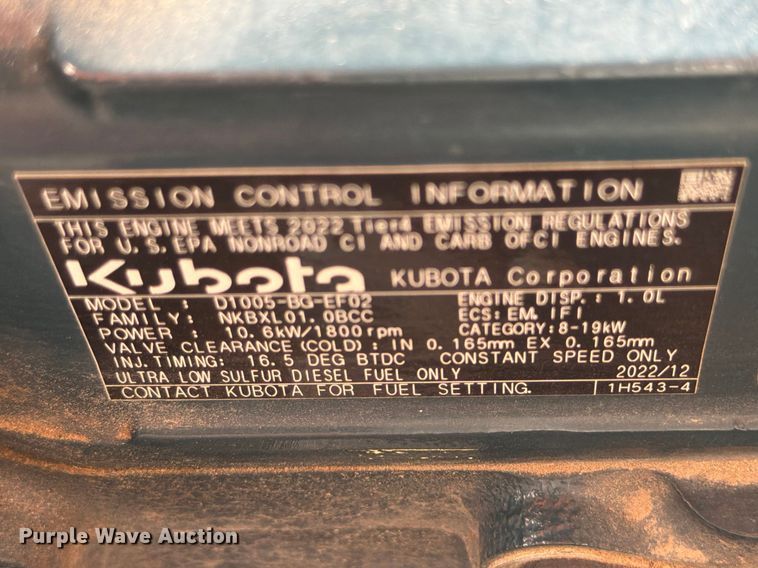 EMISSION CONTROL INFORMATION
THIS ENGINE MEETS 2022 Tier4 EMISSION REGULATIONS
FOR U.S.EPA NONROAD CI AND CARB OFCI ENGINES.
Kubota KUBOTA Corporation
MODEL : D1005-BG-EF02 ENGINE DISP.: 1.0L
FAMILY: NKBXL01.0BCC ECS: EM, IFI
POWER : 10.6kW/1800rpm CATEGORY: 8-19kW
VALVE CLEARANCE (COLD): IN 0.165mm EX 0.165mm
INJ.TIMING: 16.5 DEG BTDC CONSTANT SPEED ONLY
ULTRA LOW SULFUR DIESEL FUEL ONLY 2022/12
CONTACT KUBOTA FOR FUEL SETTING. 1H543-4
Purple Wave Auction